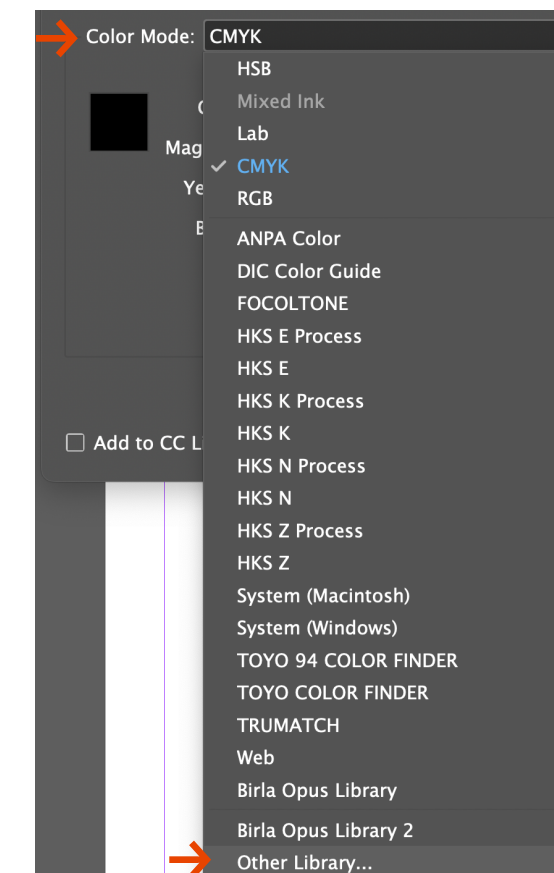 Color Mode: CMYK
HSB
Mixed Ink
Lab
CMYK
RGB
ANPA Color
DIC Color Guide
FOCOLTONE
HKS E Process
HKS E
HKS K Process
HKS K
HKS N Process
HKS N
HKS Z Process
HKS Z
System (Macintosh)
System (Windows)
TOYO 94 COLOR FINDER
TOYO COLOR FINDER
TRUMATCH
Web
Birla Opus Library
Birla Opus Library 2
Other Library...
Mag
Ye
Add to CC L